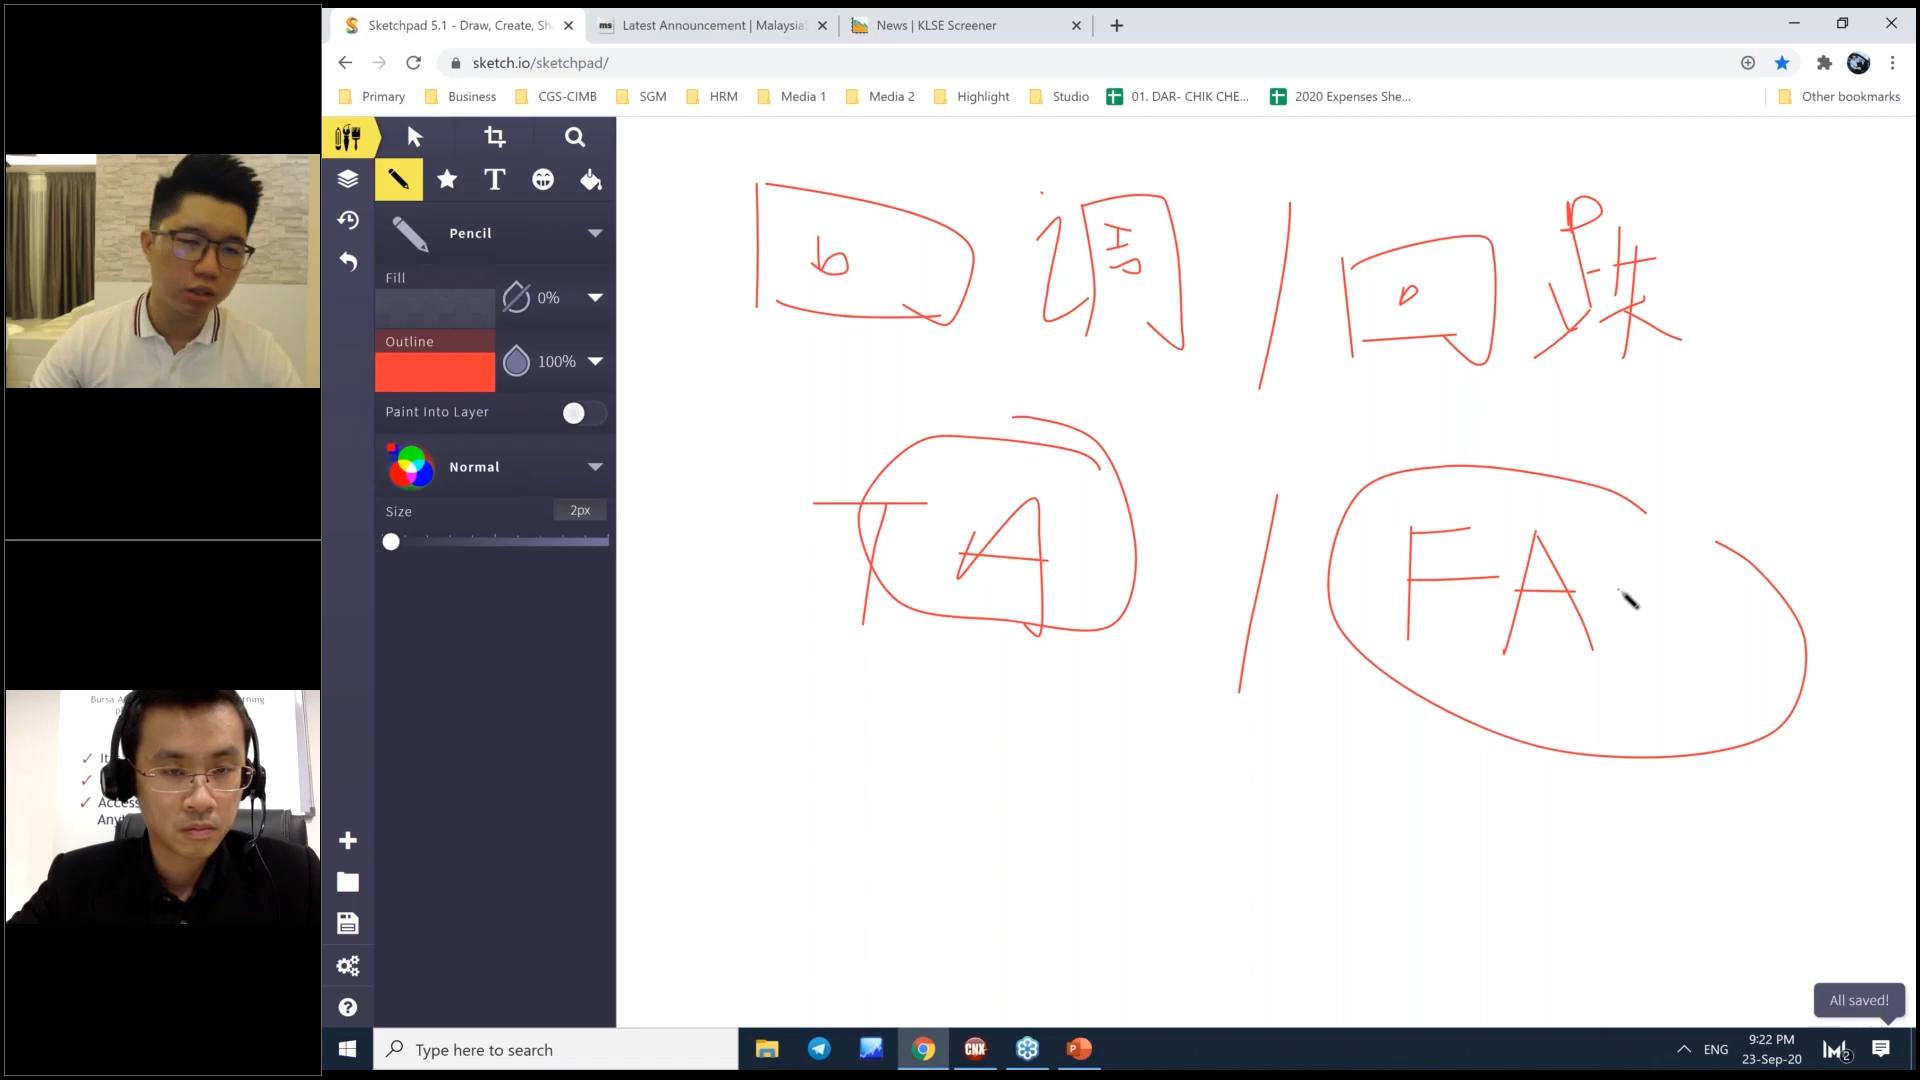 Sketchpad 5.1 - Draw, Create, Sh
Latest Announcement | Malaysia
News | KLSE Screener
sketch.io/sketchpad/
Primary
Business
CGS-CIMB
SGM
HRM
Media 1
Media 2
Highlight
Studio
01. DAR- CHIK CHE...
2020 Expenses She...
Other bookmarks
Pencil
Fill
0%
Outline
100%
Paint Into Layer
Normal
Size
2px
回调 / 回跌
TA / FA
All saved!
Type here to search
ENG
9:22 PM
23-Sep-20